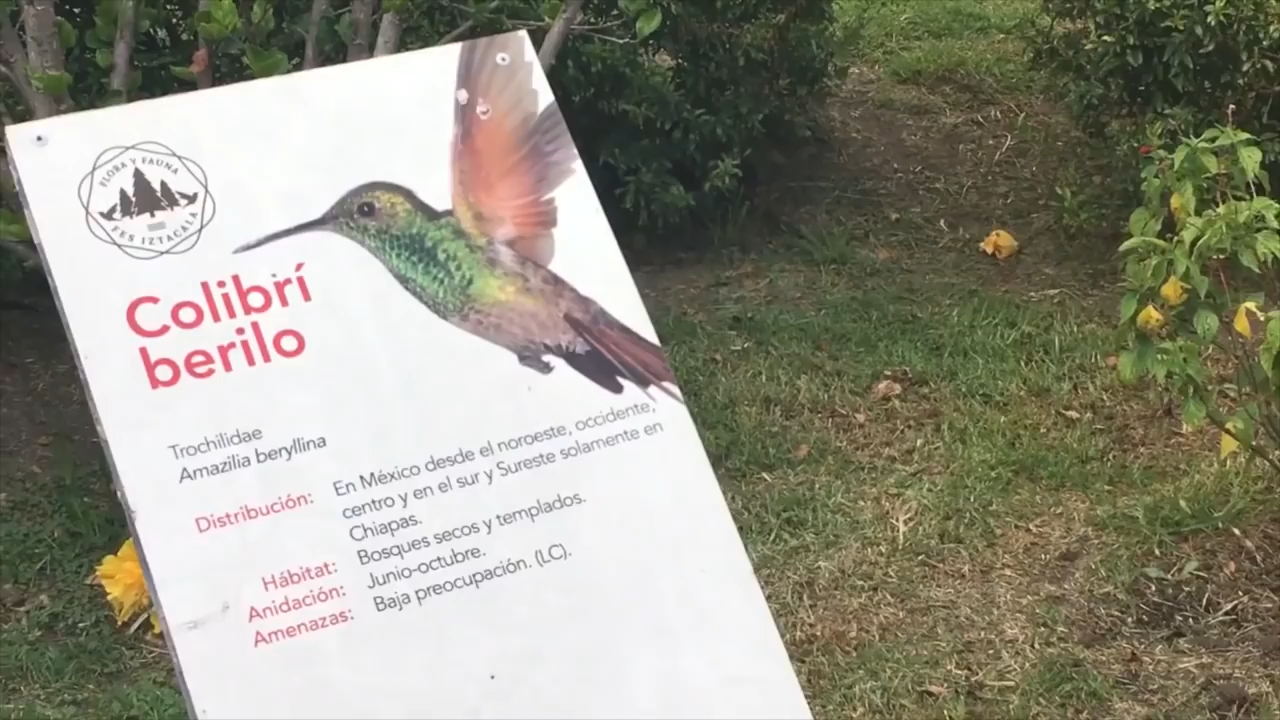 FLORA Y FAUNA
FES IZTACALA
Colibrí
berilo
Trochilidae
Amazilia beryllina
Distribución: En México desde el noroeste, occidente,
centro y en el sur y Sureste solamente en
Chiapas.
Hábitat: Bosques secos y templados.
Anidación: Junio-octubre.
Amenazas: Baja preocupación. (LC).